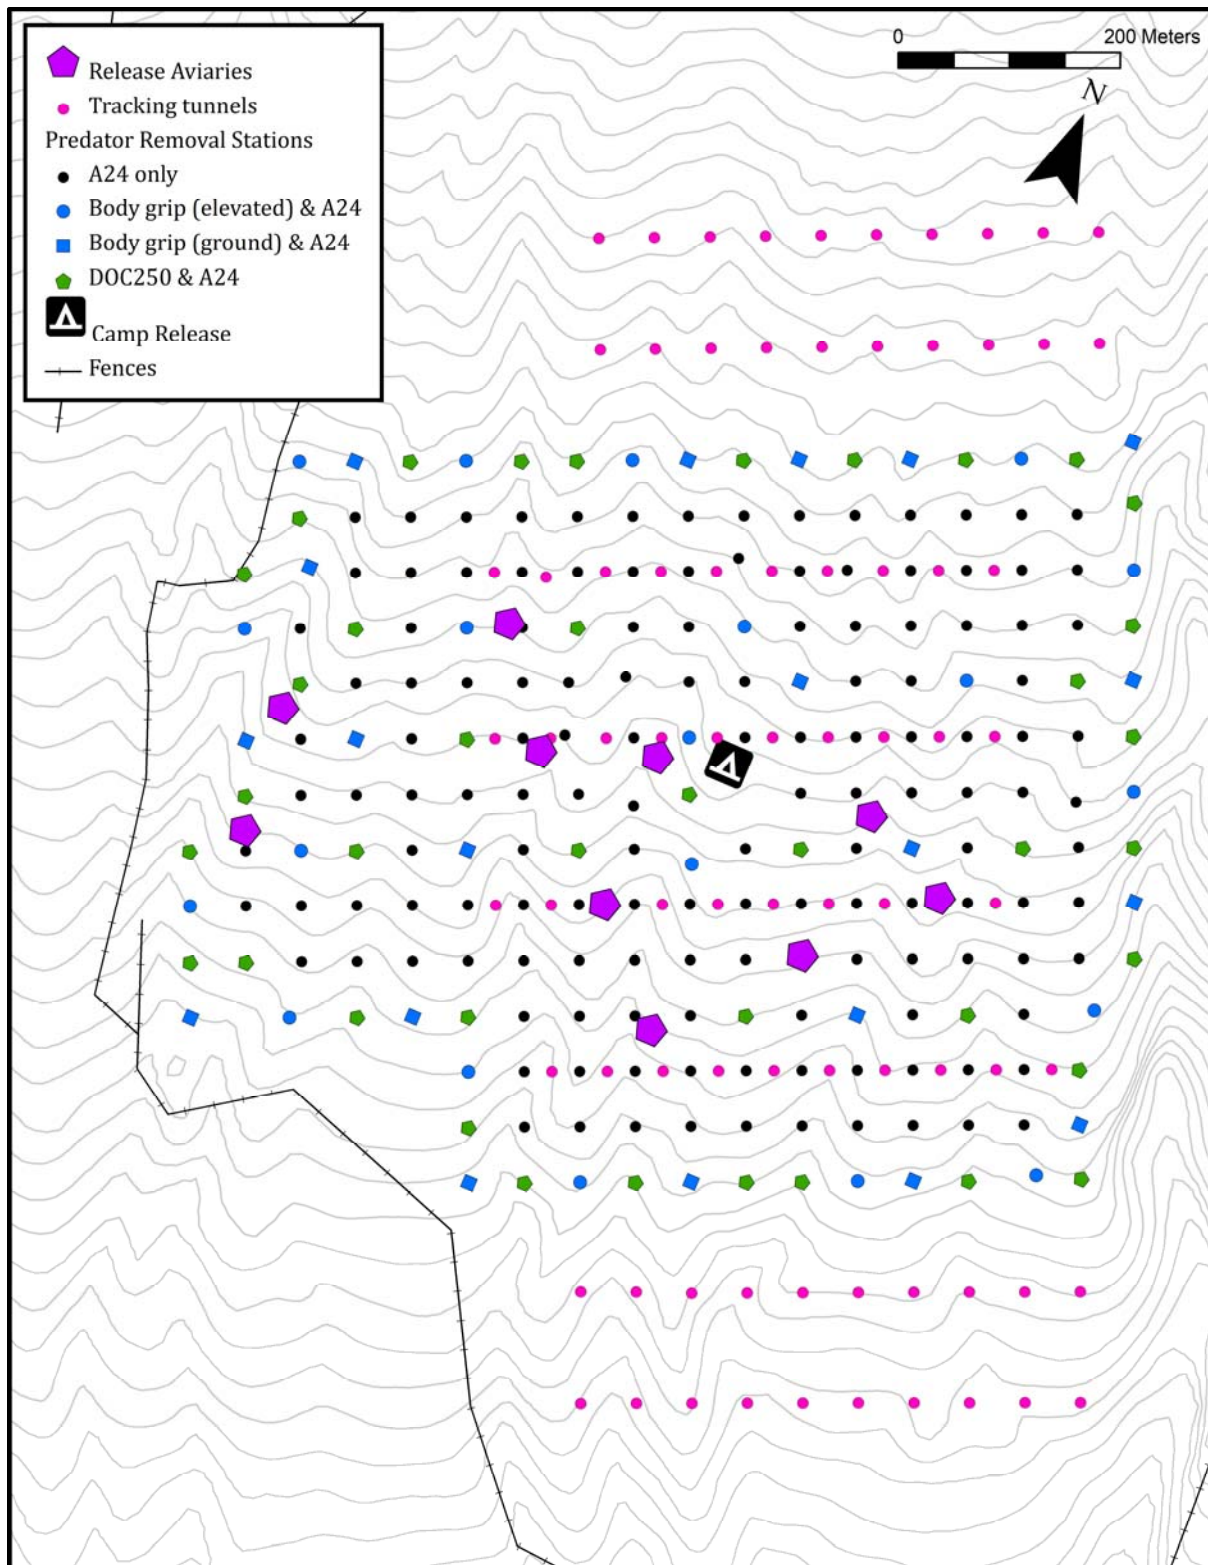 Release Aviaries
Tracking tunnels
Predator Removal Stations
A24 only
Body grip (elevated) & A24
Body grip (ground) & A24
DOC250 & A24
Camp Release
Fences
0 200 Meters
N